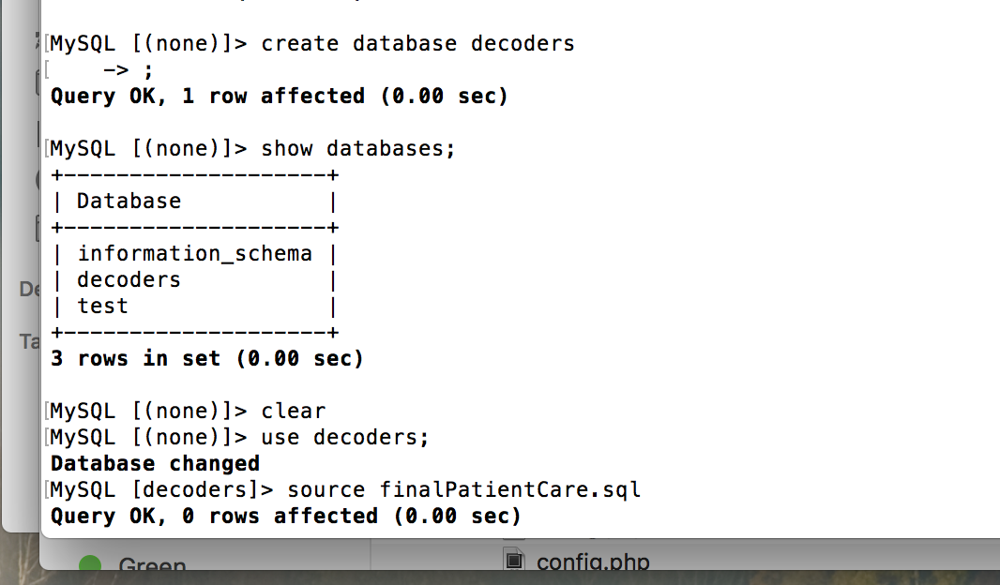 MySQL [(none)]> create database decoders
    -> ;
Query OK, 1 row affected (0.00 sec)
MySQL [(none)]> show databases;
+--------------------+
| Database           |
+--------------------+
| information_schema |
| decoders           |
| test               |
+--------------------+
3 rows in set (0.00 sec)
MySQL [(none)]> clear
MySQL [(none)]> use decoders;
Database changed
MySQL [decoders]> source finalPatientCare.sql
Query OK, 0 rows affected (0.00 sec)
De
Ta
Green
config.php